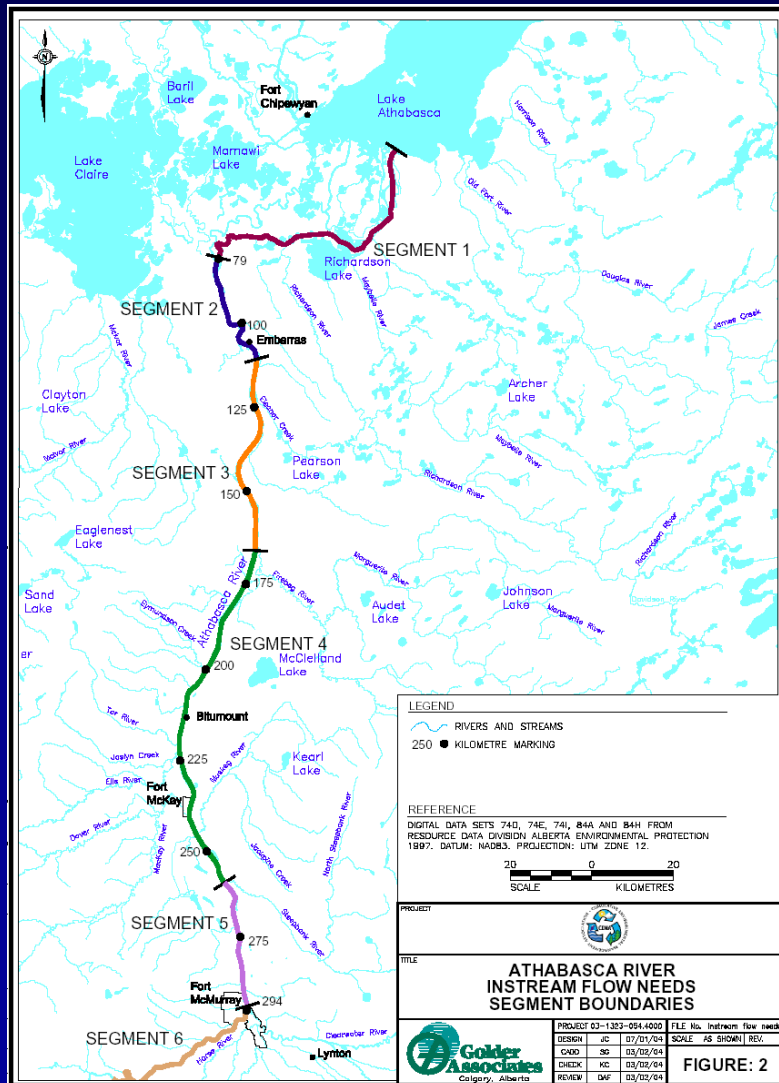 Baril
Lake
Fort
Chipewyan
Lake
Athabasca
Harrison River
Mamawi
Lake
Lake
Claire
Old Fort River
SEGMENT 1
79
Richardson
Lake
Maybelle River
Richardson River
Douglas River
SEGMENT 2
100
James Creek
McIvor River
Embarras
Clayton
Lake
Archer
Lake
125
Eleanor Creek
McIvor River
Maybelle River
Pearson
Lake
SEGMENT 3
150
Richardson River
Eaglenest
Lake
Richardson River
Athabasca River
Marguerite River
175
Firebag River
Sand
Lake
Audet
Lake
Johnson
Lake
Marguerite River
Eymundson Creek
SEGMENT 4
er
200
McClelland
Lake
Tar River
Bitumount
Joslyn Creek
225
Muskeg River
Kearl
Lake
Ells River
Fort
McKay
Dover River
MacKay River
250
Jackpine Creek
North Steepbank River
Steepbank River
SEGMENT 5
275
Fort
McMurray
294
SEGMENT 6
Horse River
Clearwater River
Lynton
LEGEND
RIVERS AND STREAMS
250 KILOMETRE MARKING
REFERENCE
DIGITAL DATA SETS 74D, 74E, 74I, 84A AND 84H FROM
RESOURCE DATA DIVISION ALBERTA ENVIRONMENTAL PROTECTION
1997. DATUM: NAD83. PROJECTION: UTM ZONE 12.
20 0 20
SCALE KILOMETRES
PROJECT
CEMA
TITLE
ATHABASCA RIVER
INSTREAM FLOW NEEDS
SEGMENT BOUNDARIES
Golder
Associates
Calgary, Alberta
PROJECT 03-1323-054.4000 FILE No. Instream flow needs
DESIGN JC 07/01/04 SCALE AS SHOWN REV.
CADD SG 03/02/04
CHECK KC 03/02/04
REVIEW DAF 03/02/04
FIGURE: 2